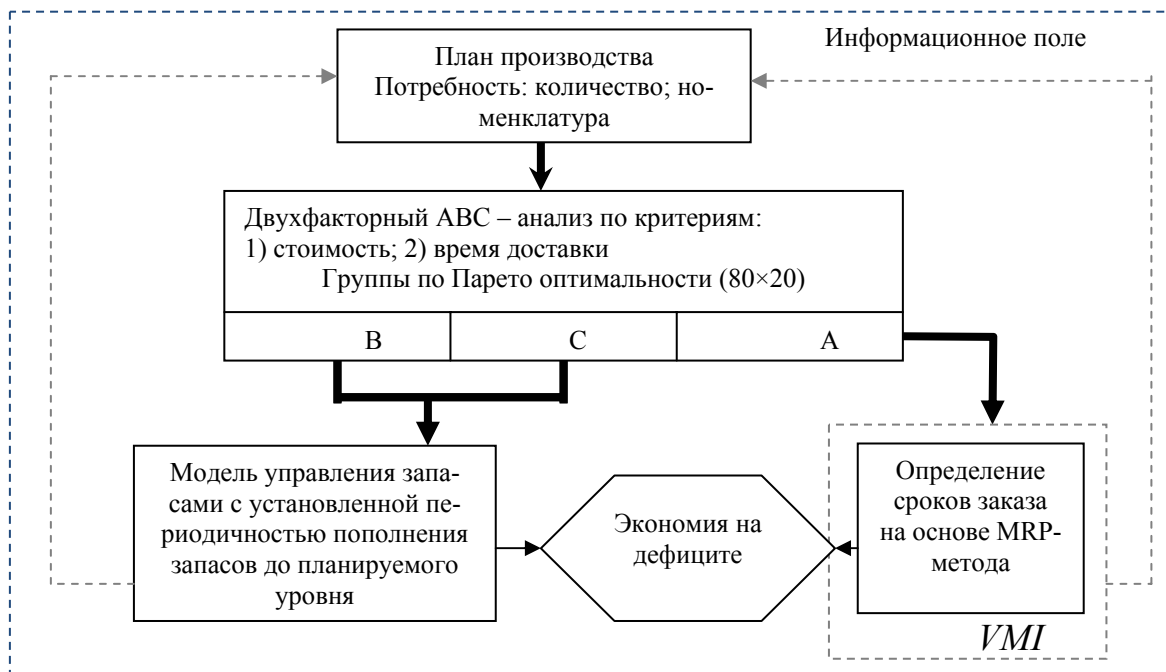 Информационное поле
План производства
Потребность: количество; но-
менклатура
Двухфакторный ABC – анализ по критериям:
1) стоимость; 2) время доставки
Группы по Парето оптимальности (80×20)
B C A
Модель управления запа-
сами с установленной пе-
риодичностью пополнения
запасов до планируемого
уровня
Экономия на
дефиците
Определение
сроков заказа
на основе MRP-
метода
VMI